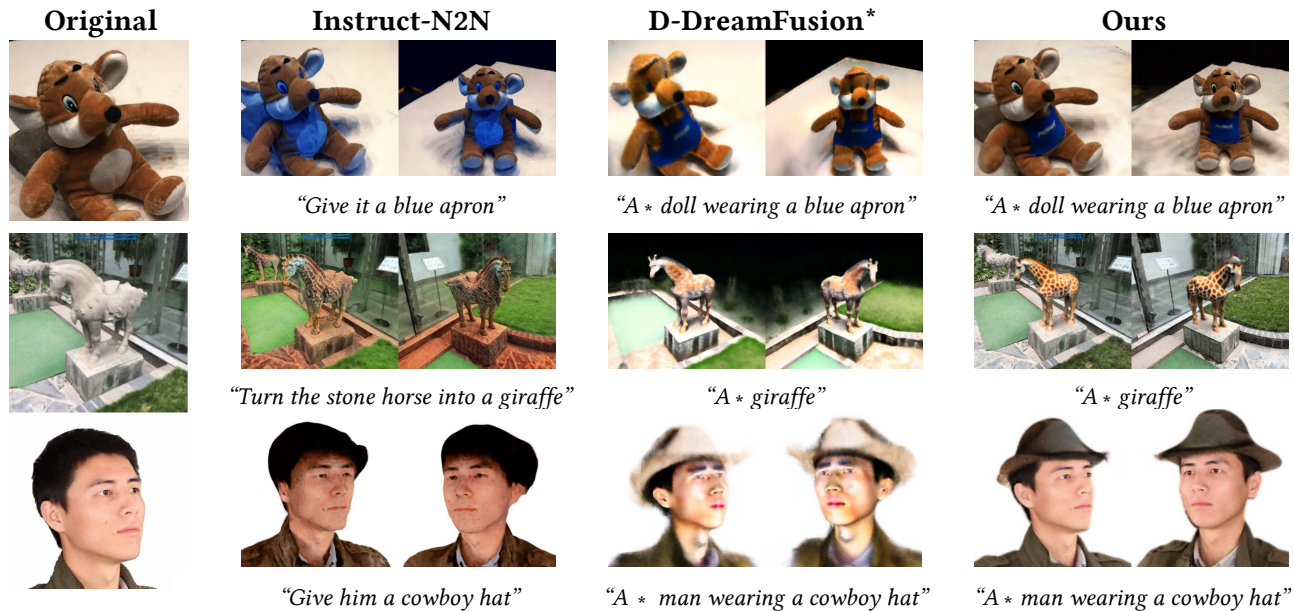 Original Instruct-N2N D-DreamFusion* Ours
“Give it a blue apron” “A * doll wearing a blue apron” “A * doll wearing a blue apron”
“Turn the stone horse into a giraffe” “A * giraffe” “A * giraffe”
“Give him a cowboy hat” “A * man wearing a cowboy hat” “A * man wearing a cowboy hat”